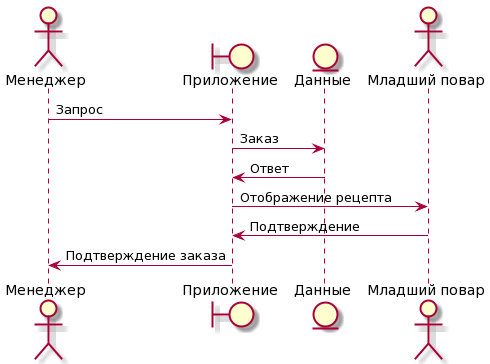 Менеджер
Приложение
Данные
Младший повар
Запрос
Заказ
Ответ
Отображение рецепта
Подтверждение
Подтверждение заказа
Менеджер
Приложение
Данные
Младший повар